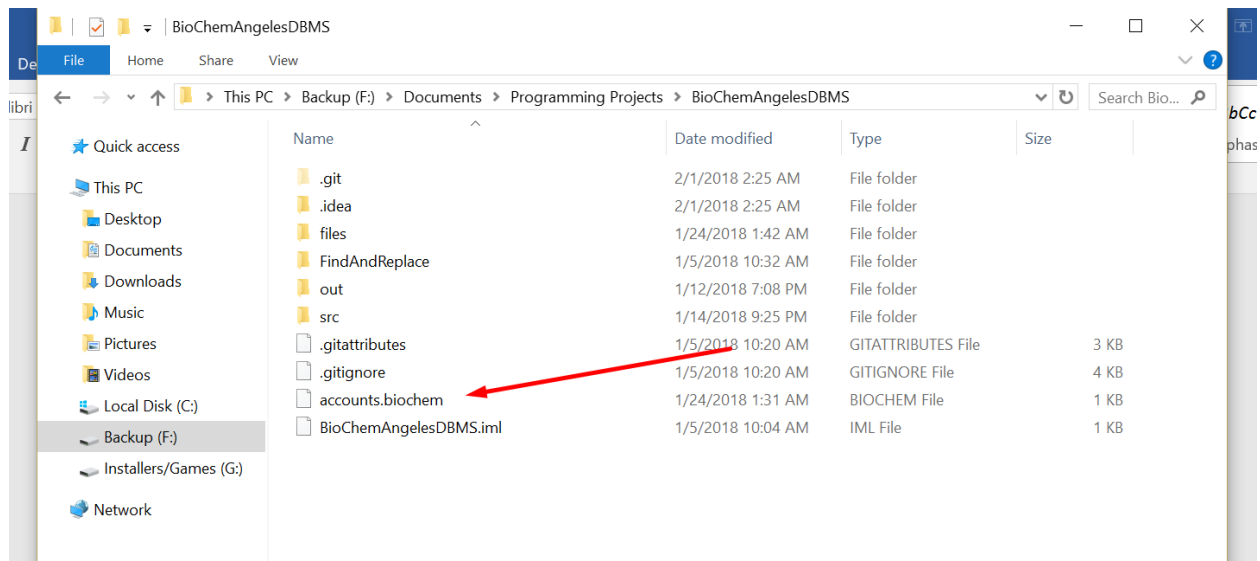 BioChemAngelesDBMS
De
File Home Share View
?
libri
This PC > Backup (F:) > Documents > Programming Projects > BioChemAngelesDBMS
Search Bio...
bCc
I
phas
Quick access
This PC
Desktop
Documents
Downloads
Music
Pictures
Videos
Local Disk (C:)
Backup (F:)
Installers/Games (G:)
Network
Name Date modified Type Size
.git 2/1/2018 2:25 AM File folder
.idea 2/1/2018 2:25 AM File folder
files 1/24/2018 1:42 AM File folder
FindAndReplace 1/5/2018 10:32 AM File folder
out 1/12/2018 7:08 PM File folder
src 1/14/2018 9:25 PM File folder
.gitattributes 1/5/2018 10:20 AM GITATTRIBUTES File 3 KB
.gitignore 1/5/2018 10:20 AM GITIGNORE File 4 KB
accounts.biochem 1/24/2018 1:31 AM BIOCHEM File 1 KB
BioChemAngelesDBMS.iml 1/5/2018 10:04 AM IML File 1 KB